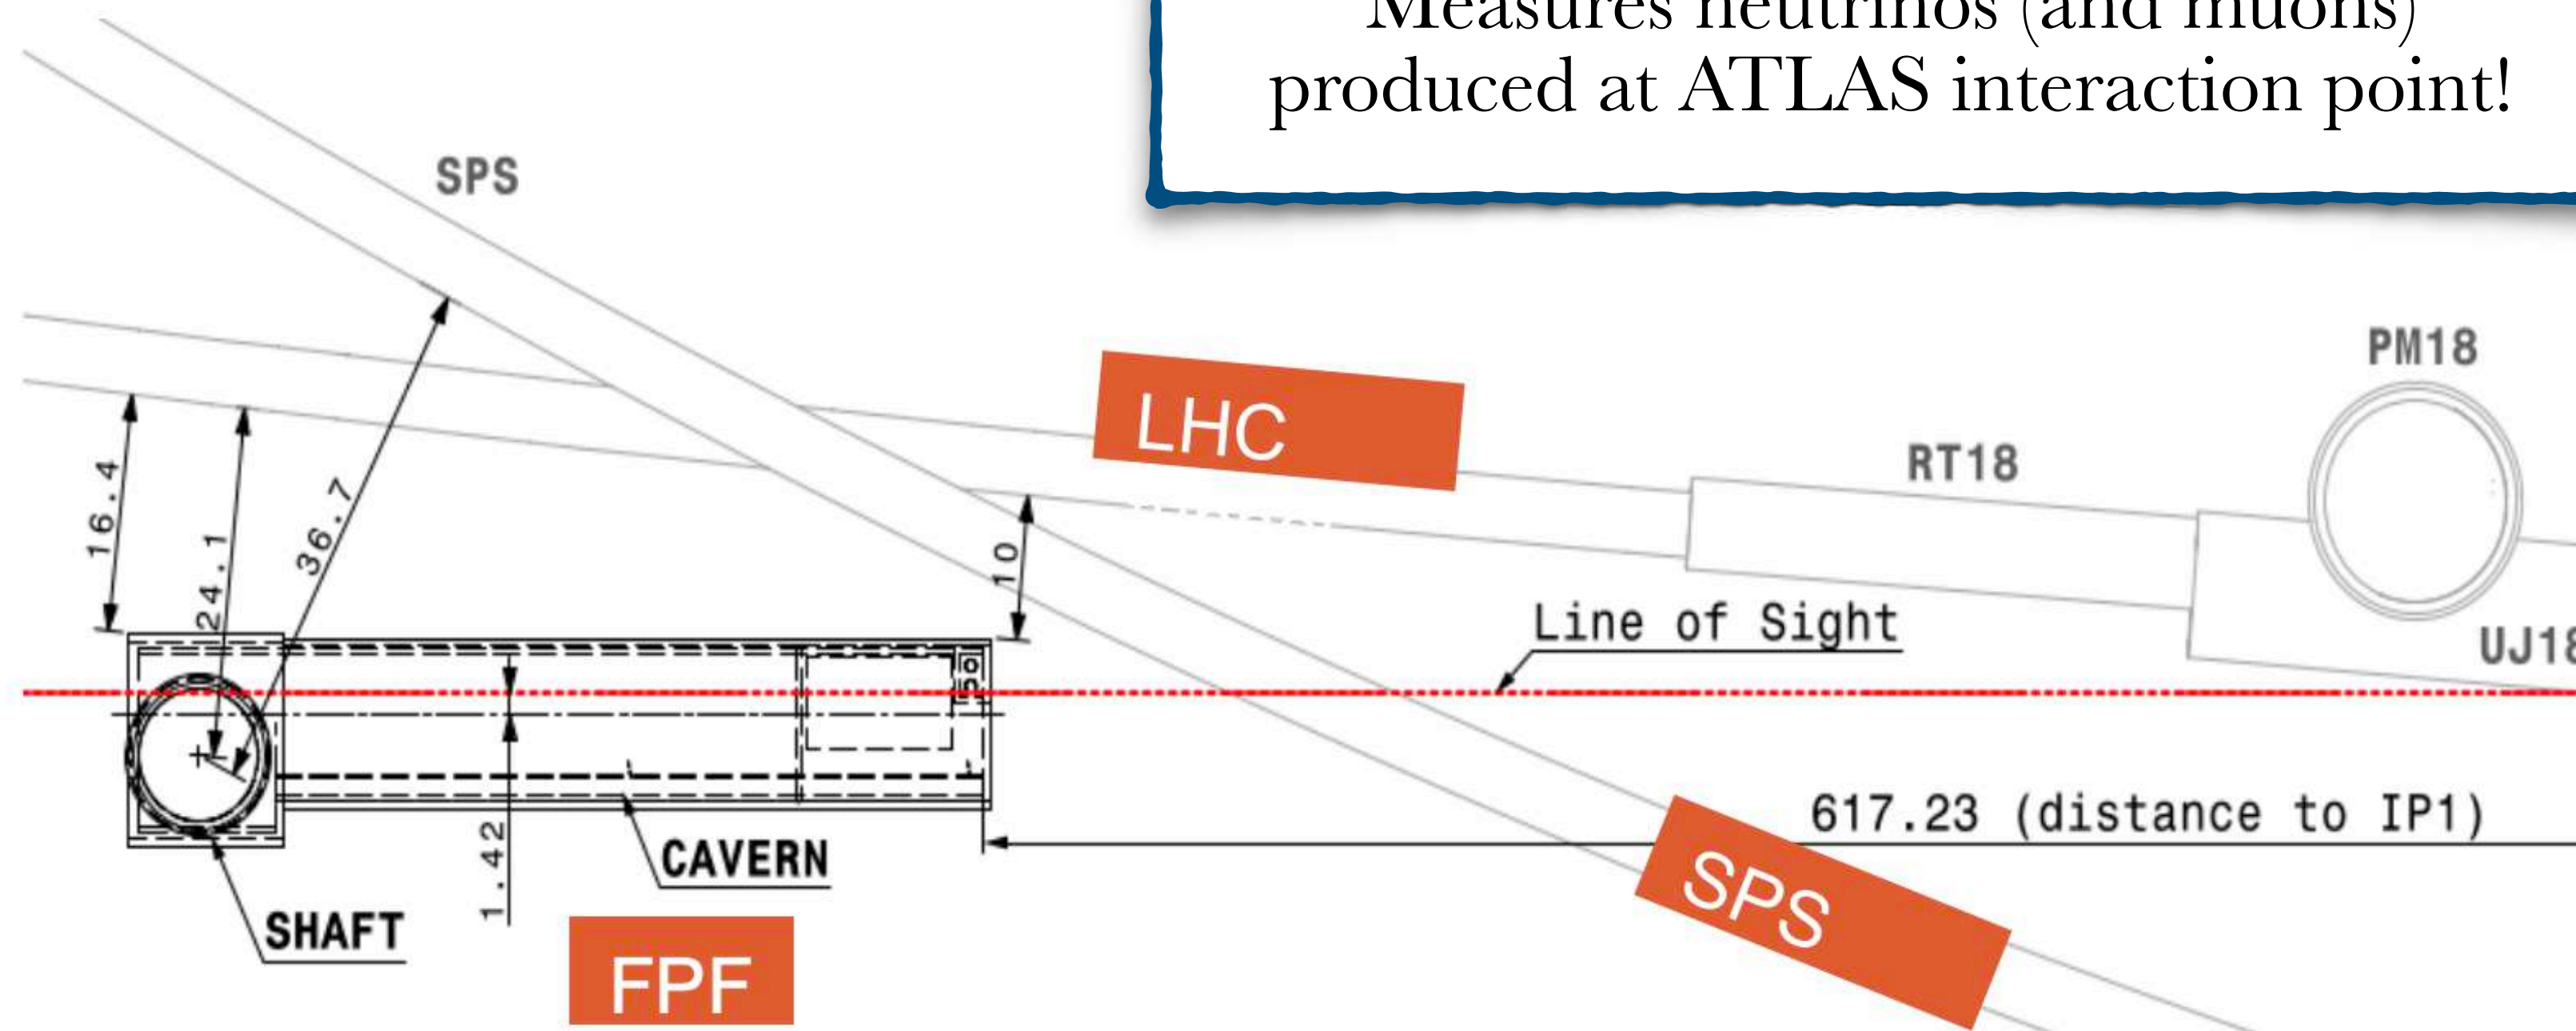 Measures neutrinos (and muons)
produced at ATLAS interaction point!
SPS
PM18
LHC
RT18
16.4
24.1
36.7
10
Line of Sight
UJ18
617.23 (distance to IP1)
1.42
CAVERN
SPS
SHAFT
FPF